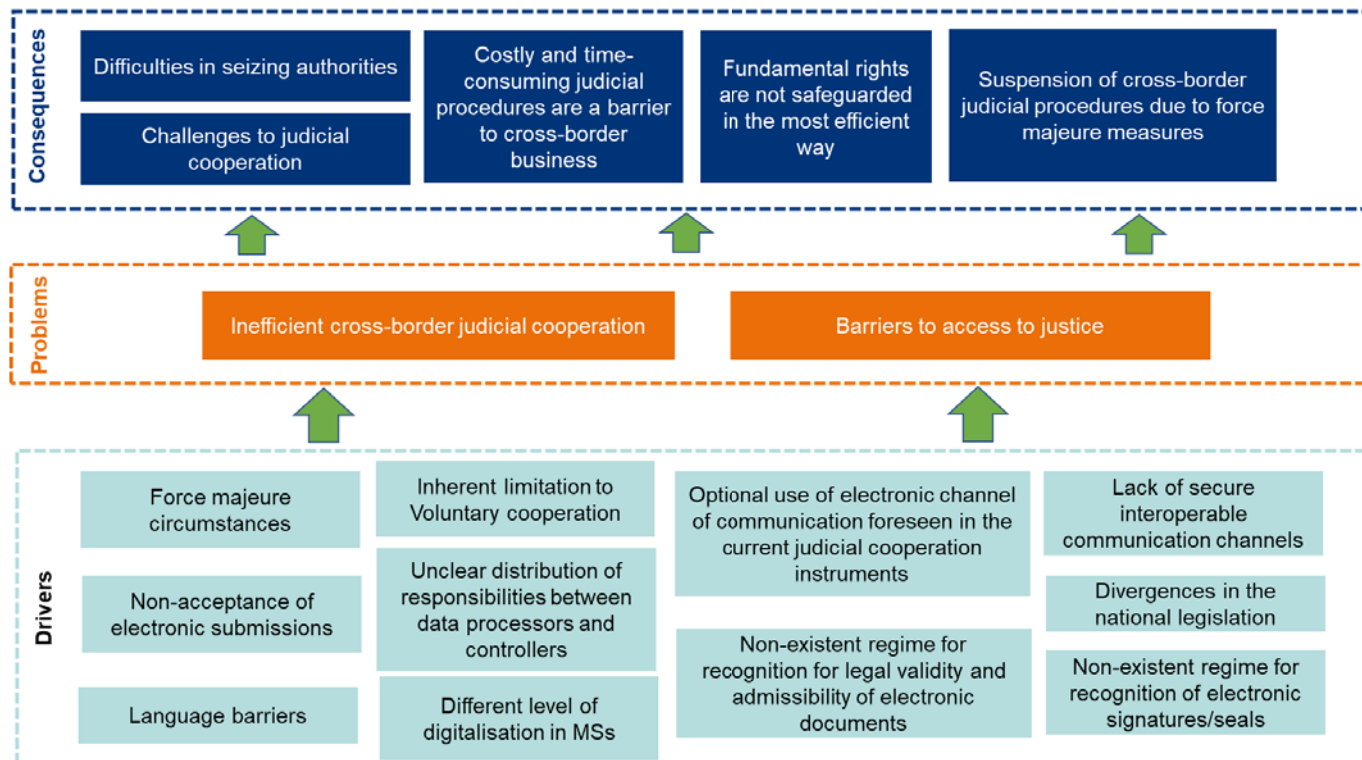 Consequences
Difficulties in seizing authorities
Challenges to judicial
cooperation
Costly and time-
consuming judicial
procedures are a barrier
to cross-border
business
Fundamental rights
are not safeguarded
in the most efficient
way
Suspension of cross-border
judicial procedures due to force
majeure measures
Problems
Inefficient cross-border judicial cooperation
Barriers to access to justice
Drivers
Force majeure
circumstances
Non-acceptance of
electronic submissions
Language barriers
Inherent limitation to
Voluntary cooperation
Unclear distribution of
responsibilities between
data processors and
controllers
Different level of
digitalisation in MSs
Optional use of electronic channel
of communication foreseen in the
current judicial cooperation
instruments
Non-existent regime for
recognition for legal validity and
admissibility of electronic
documents
Lack of secure
interoperable
communication channels
Divergences in the
national legislation
Non-existent regime for
recognition of electronic
signatures/seals